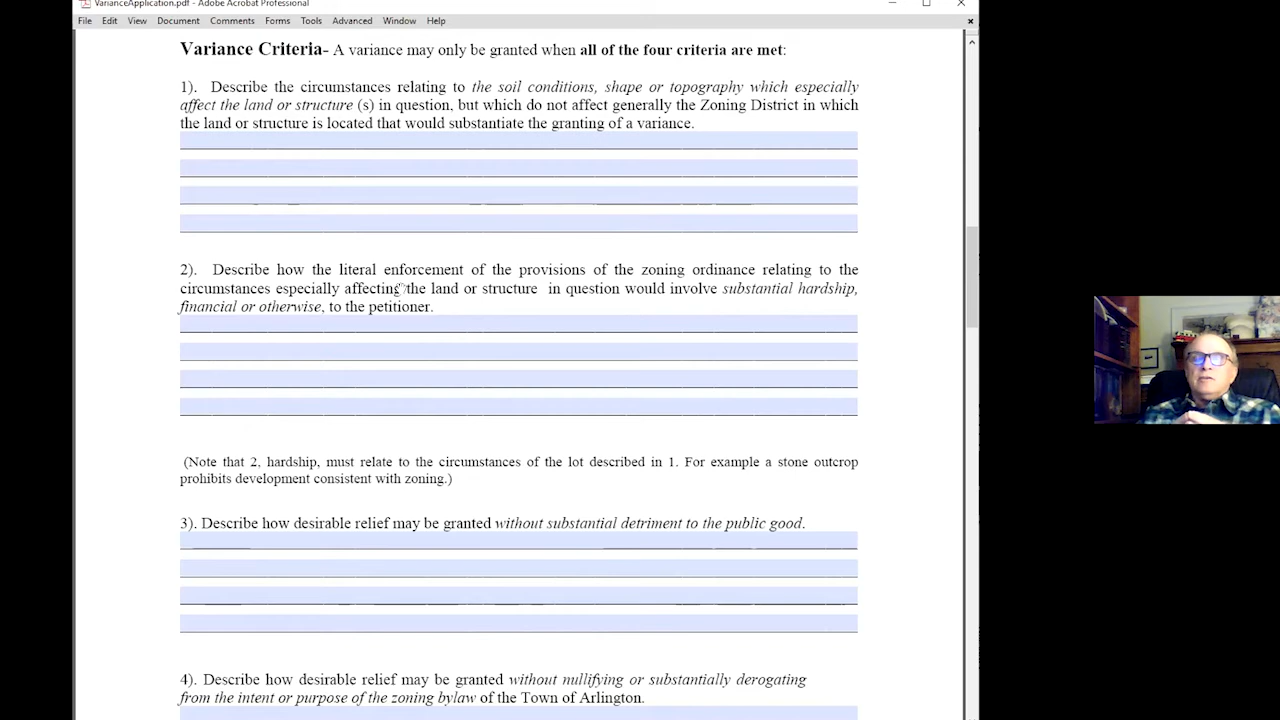 VarianceApplication.pdf - Adobe Acrobat Professional
File Edit View Document Comments Forms Tools Advanced Window Help
Variance Criteria- A variance may only be granted when all of the four criteria are met:
1). Describe the circumstances relating to the soil conditions, shape or topography which especially
affect the land or structure (s) in question, but which do not affect generally the Zoning District in which
the land or structure is located that would substantiate the granting of a variance.
2). Describe how the literal enforcement of the provisions of the zoning ordinance relating to the
circumstances especially affecting the land or structure in question would involve substantial hardship,
financial or otherwise, to the petitioner.
(Note that 2, hardship, must relate to the circumstances of the lot described in 1. For example a stone outcrop
prohibits development consistent with zoning.)
3). Describe how desirable relief may be granted without substantial detriment to the public good.
4). Describe how desirable relief may be granted without nullifying or substantially derogating
from the intent or purpose of the zoning bylaw of the Town of Arlington.